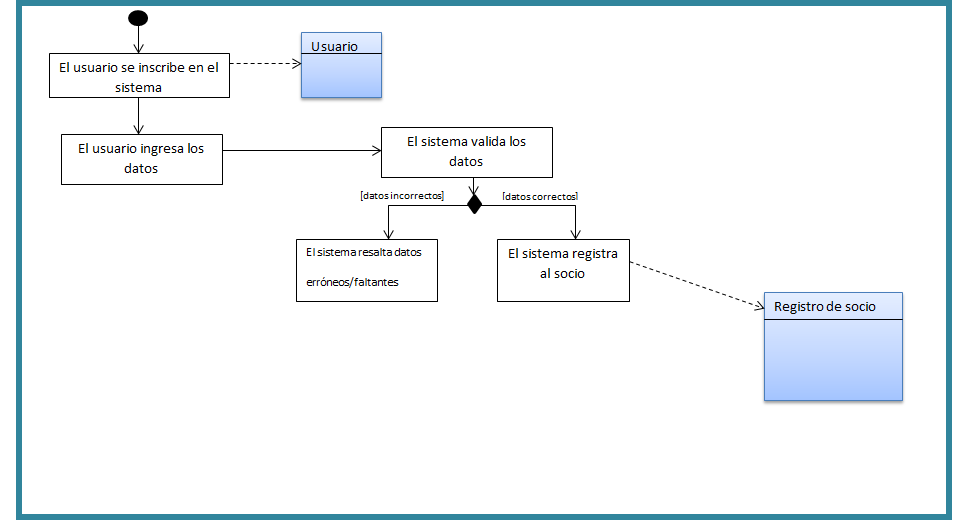 Usuario
El usuario se inscribe en el
sistema
El usuario ingresa los
datos
El sistema valida los
datos
[datos incorrectos]
[datos correctos]
El sistema resalta datos
erróneos/faltantes
El sistema registra
al socio
Registro de socio